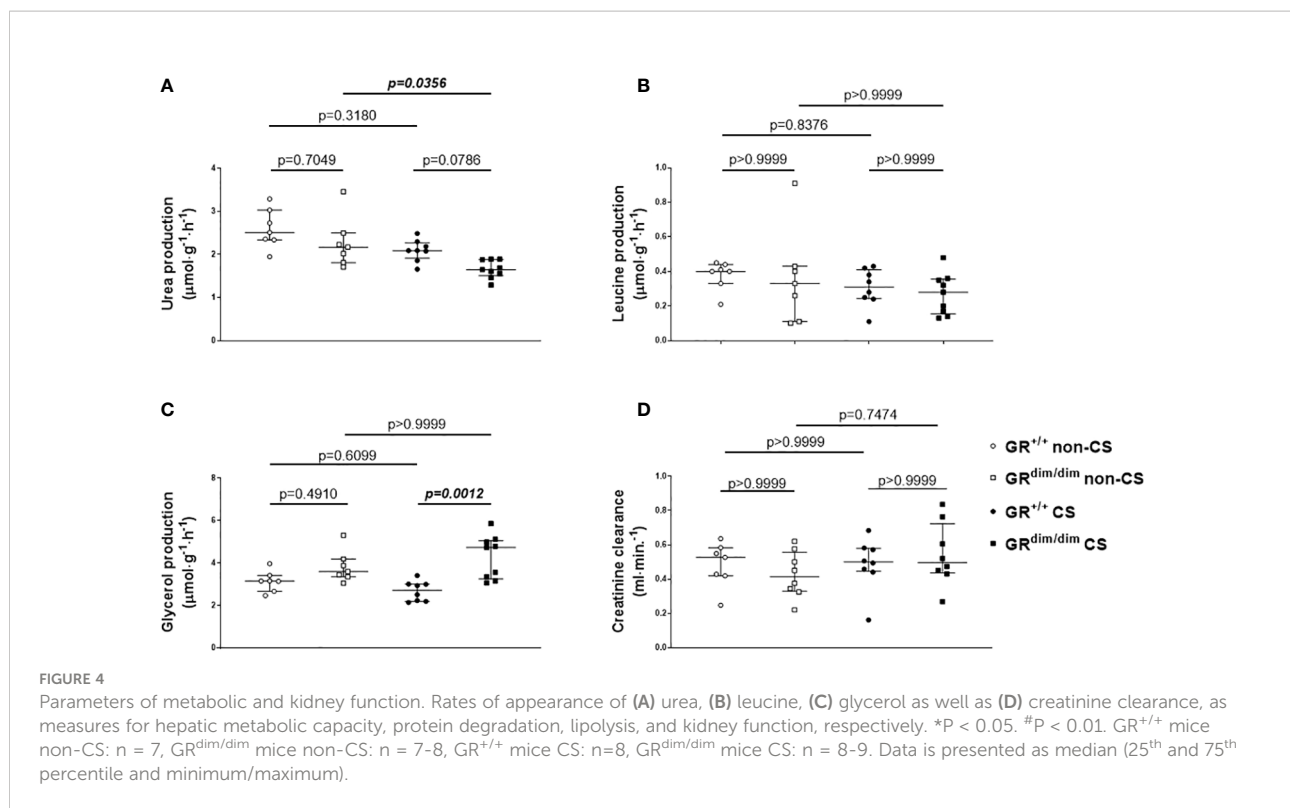 A
p=0.0356
p=0.3180
p=0.7049
p=0.0786
Urea production
(μmol·g⁻¹·h⁻¹)
4
3
2
1
0
B
p>0.9999
p=0.8376
p>0.9999
p>0.9999
Leucine production
(μmol·g⁻¹·h⁻¹)
1.0
0.8
0.6
0.4
0.2
0.0
C
p>0.9999
p=0.6099
p=0.4910
p=0.0012
Glycerol production
(μmol·g⁻¹·h⁻¹)
8
6
4
2
0
D
p=0.7474
p>0.9999
p>0.9999
p>0.9999
Creatinine clearance
(ml·min.⁻¹)
1.0
0.8
0.6
0.4
0.2
0.0
GR⁺/⁺ non-CS
GRᵈⁱᵐ/ᵈⁱᵐ non-CS
GR⁺/⁺ CS
GRᵈⁱᵐ/ᵈⁱᵐ CS
FIGURE 4
Parameters of metabolic and kidney function. Rates of appearance of (A) urea, (B) leucine, (C) glycerol as well as (D) creatinine clearance, as
measures for hepatic metabolic capacity, protein degradation, lipolysis, and kidney function, respectively. *P < 0.05. #P < 0.01. GR⁺/⁺ mice
non-CS: n = 7, GRᵈⁱᵐ/ᵈⁱᵐ mice non-CS: n = 7-8, GR⁺/⁺ mice CS: n=8, GRᵈⁱᵐ/ᵈⁱᵐ mice CS: n = 8-9. Data is presented as median (25ᵗʰ and 75ᵗʰ
percentile and minimum/maximum).